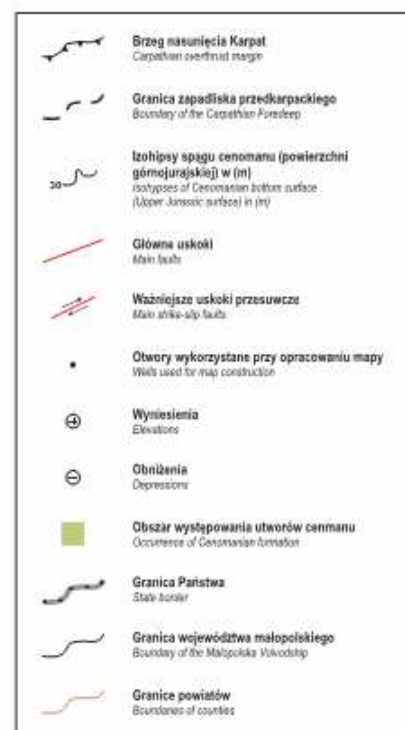 Brzeg nasunięcia Karpat
Carpathian overthrust margin
Granica zapadliska przedkarpackiego
Boundary of the Carpathian Foredeep
Izohipsy spągu cenomanu (powierzchni
górnojurajskiej) w (m)
Isohypses of Cenomanian bottom surface
(Upper Jurassic surface) in (m)
30
Główne uskoki
Main faults
Ważniejsze uskoki przesuwcze
Main strike-slip faults
Otwory wykorzystane przy opracowaniu mapy
Wells used for map construction
Wyniesienia
Elevations
Obniżenia
Depressions
Obszar występowania utworów cenmanu
Occurrence of Cenomanian formation
Granica Państwa
State border
Granica województwa małopolskiego
Boundary of the Małopolska Voivodship
Granice powiatów
Boundaries of counties